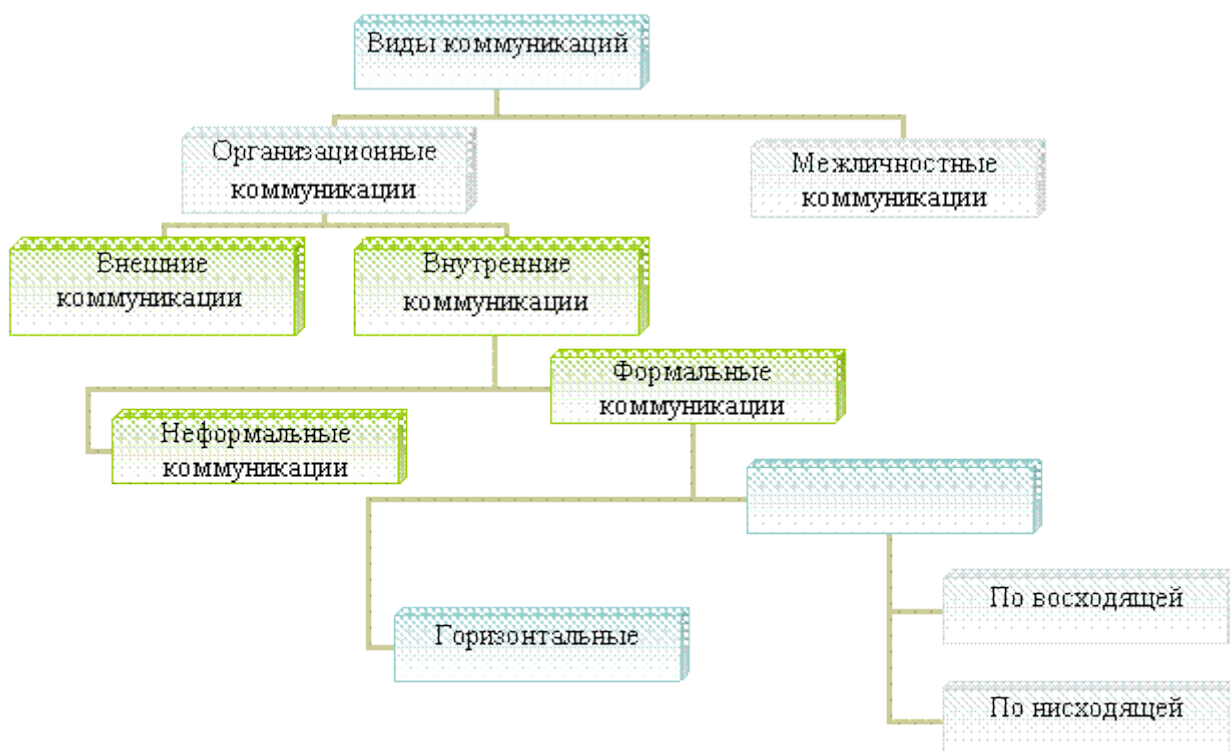 Виды коммуникаций
Организационные
коммуникации
Межличностные
коммуникации
Внешние
коммуникации
Внутренние
коммуникации
Формальные
коммуникации
Неформальные
коммуникации
Горизонтальные
По восходящей
По нисходящей